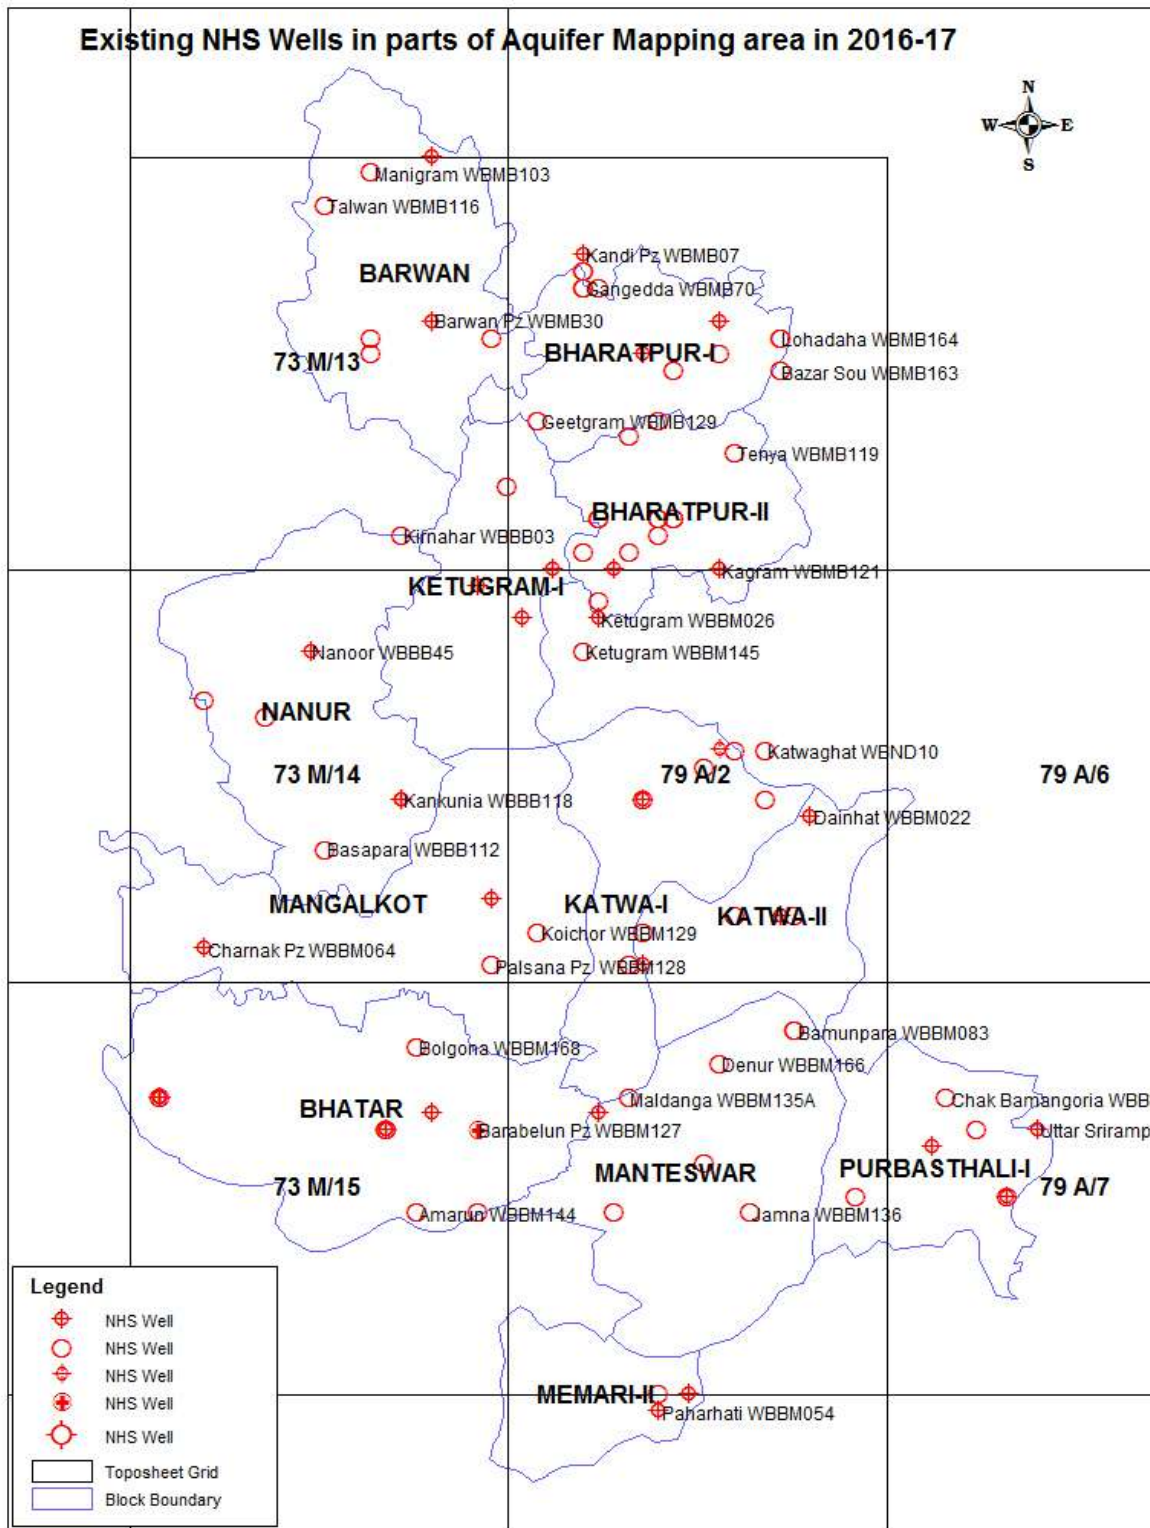 Existing NHS Wells in parts of Aquifer Mapping area in 2016-17
N
W E
S
Manigram WBMB103
Talwan WBMB116
Kandi Pz WBMB07
BARWAN
Gangedda WBMB70
Barwan Pz WBMB30
Lohadaha WBMB164
BHARATPUR-I
73 M/13
Bazar Sou WBMB163
Geetgram WBMB129
Tenya WBMB119
BHARATPUR-II
Kirnahar WBBB03
Kagram WBMB121
KETUGRAM-I
Ketugram WBBM026
Nanoor WBBB45
Ketugram WBBM145
NANUR
Katwaghat WBND10
73 M/14
79 A/2
79 A/6
Kankunia WBBB118
Dainhat WBBM022
Basapara WBBB112
MANGALKOT
KATWA-I
KATWA-II
Koichor WBBM129
Charnak Pz WBBM064
Palsana Pz WBBM128
Bamunpara WBBM083
Bolgona WBBM168
Denur WBBM166
Maldanga WBBM135A
Chak Bamangoria WBB
BHATAR
Barabelun Pz WBBM127
Uttar Sriramp
MANTESWAR
PURBASTHALI-I
73 M/15
79 A/7
Amarun WBBM144
Jamna WBBM136
Legend
NHS Well
NHS Well
NHS Well
NHS Well
NHS Well
Toposheet Grid
Block Boundary
MEMARI-II
Paharhati WBBM054